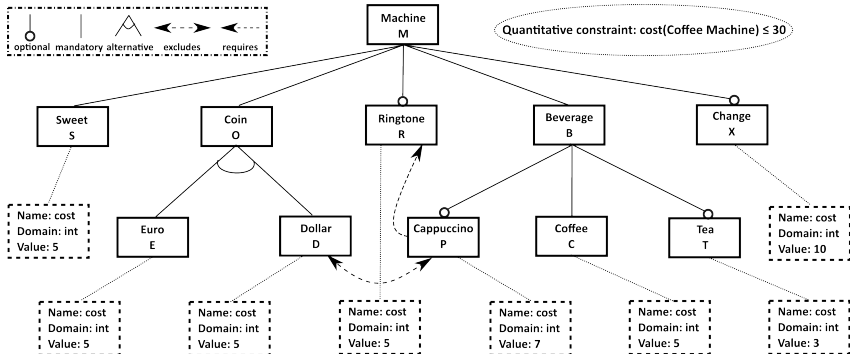 Machine
M
Quantitative constraint: cost(Coffee Machine) ≤ 30
optional mandatory alternative excludes requires
Sweet
S
Coin
O
Ringtone
R
Beverage
B
Change
X
Name: cost
Domain: int
Value: 5
Euro
E
Dollar
D
Cappuccino
P
Coffee
C
Tea
T
Name: cost
Domain: int
Value: 10
Name: cost
Domain: int
Value: 5
Name: cost
Domain: int
Value: 5
Name: cost
Domain: int
Value: 5
Name: cost
Domain: int
Value: 7
Name: cost
Domain: int
Value: 5
Name: cost
Domain: int
Value: 3